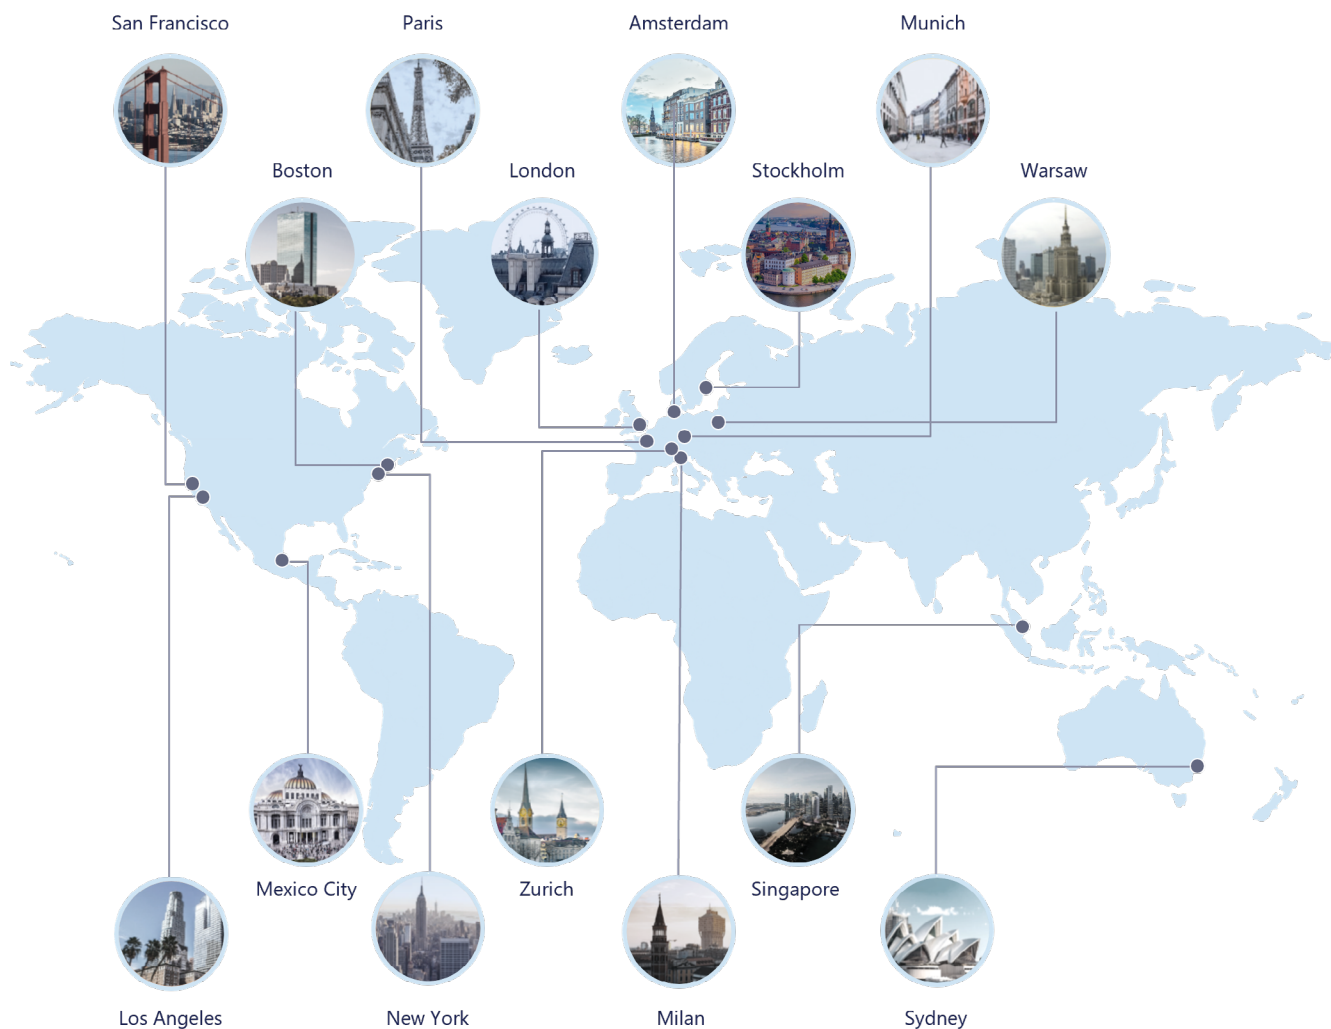 San Francisco
Paris
Amsterdam
Munich
Boston
London
Stockholm
Warsaw
Mexico City
Zurich
Singapore
Los Angeles
New York
Milan
Sydney